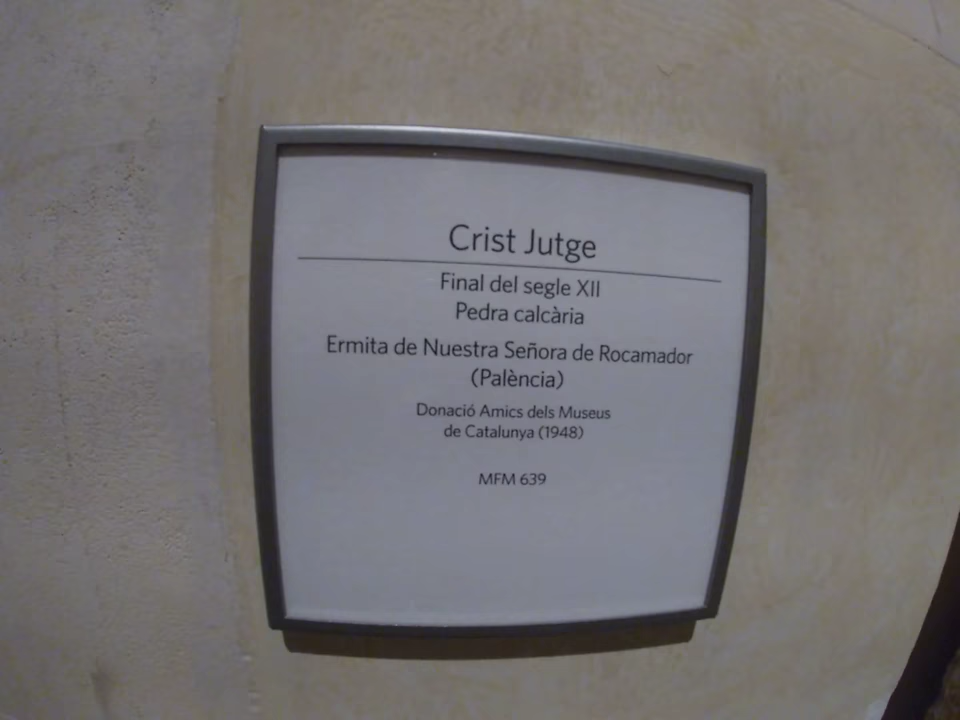 Crist Jutge
Final del segle XII
Pedra calcària
Ermita de Nuestra Señora de Rocamador
(Palència)
Donació Amics dels Museus
de Catalunya (1948)
MFM 639